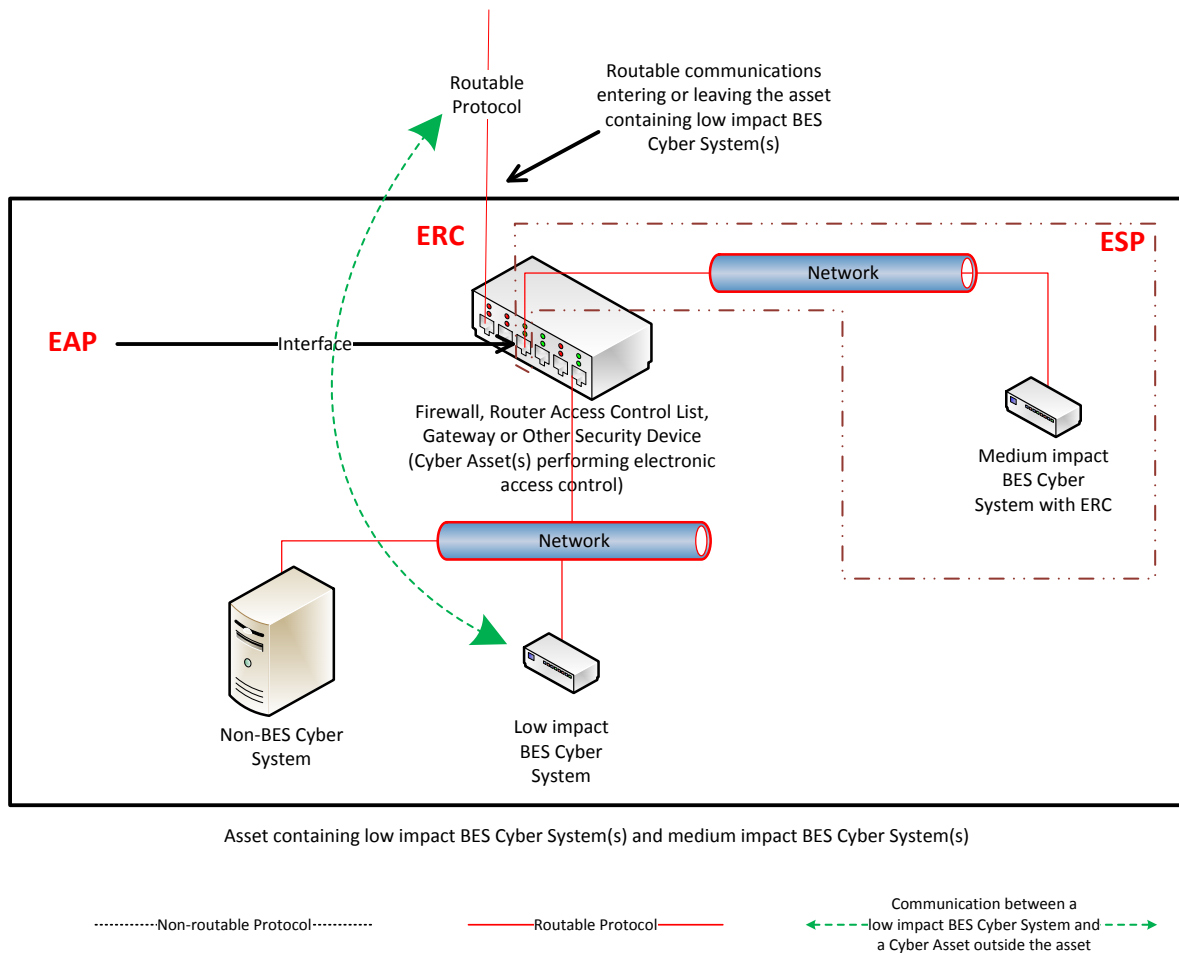 Routable
Protocol
Routable communications
entering or leaving the asset
containing low impact BES
Cyber System(s)
ERC
ESP
Network
EAP
Interface
Firewall, Router Access Control List,
Gateway or Other Security Device
(Cyber Asset(s) performing electronic
access control)
Medium impact
BES Cyber
System with ERC
Network
Non-BES Cyber
System
Low impact
BES Cyber
System
Asset containing low impact BES Cyber System(s) and medium impact BES Cyber System(s)
Non-routable Protocol
Routable Protocol
Communication between a
low impact BES Cyber System and
a Cyber Asset outside the asset